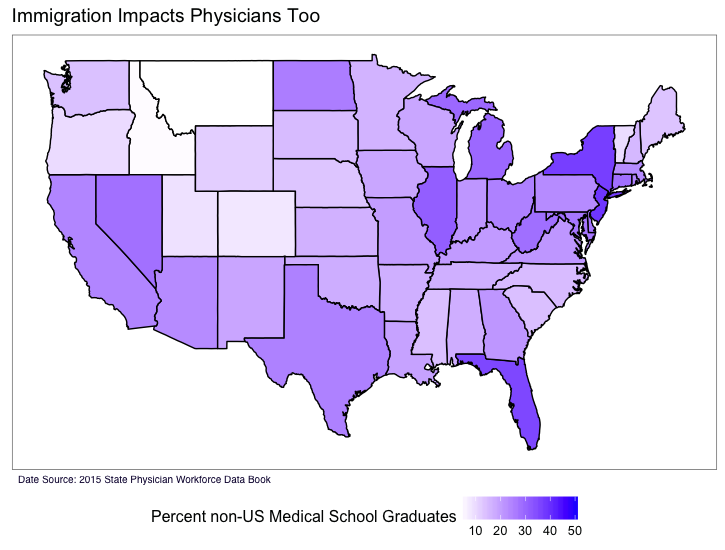 Immigration Impacts Physicians Too
Date Source: 2015 State Physician Workforce Data Book
Percent non-US Medical School Graduates
10 20 30 40 50